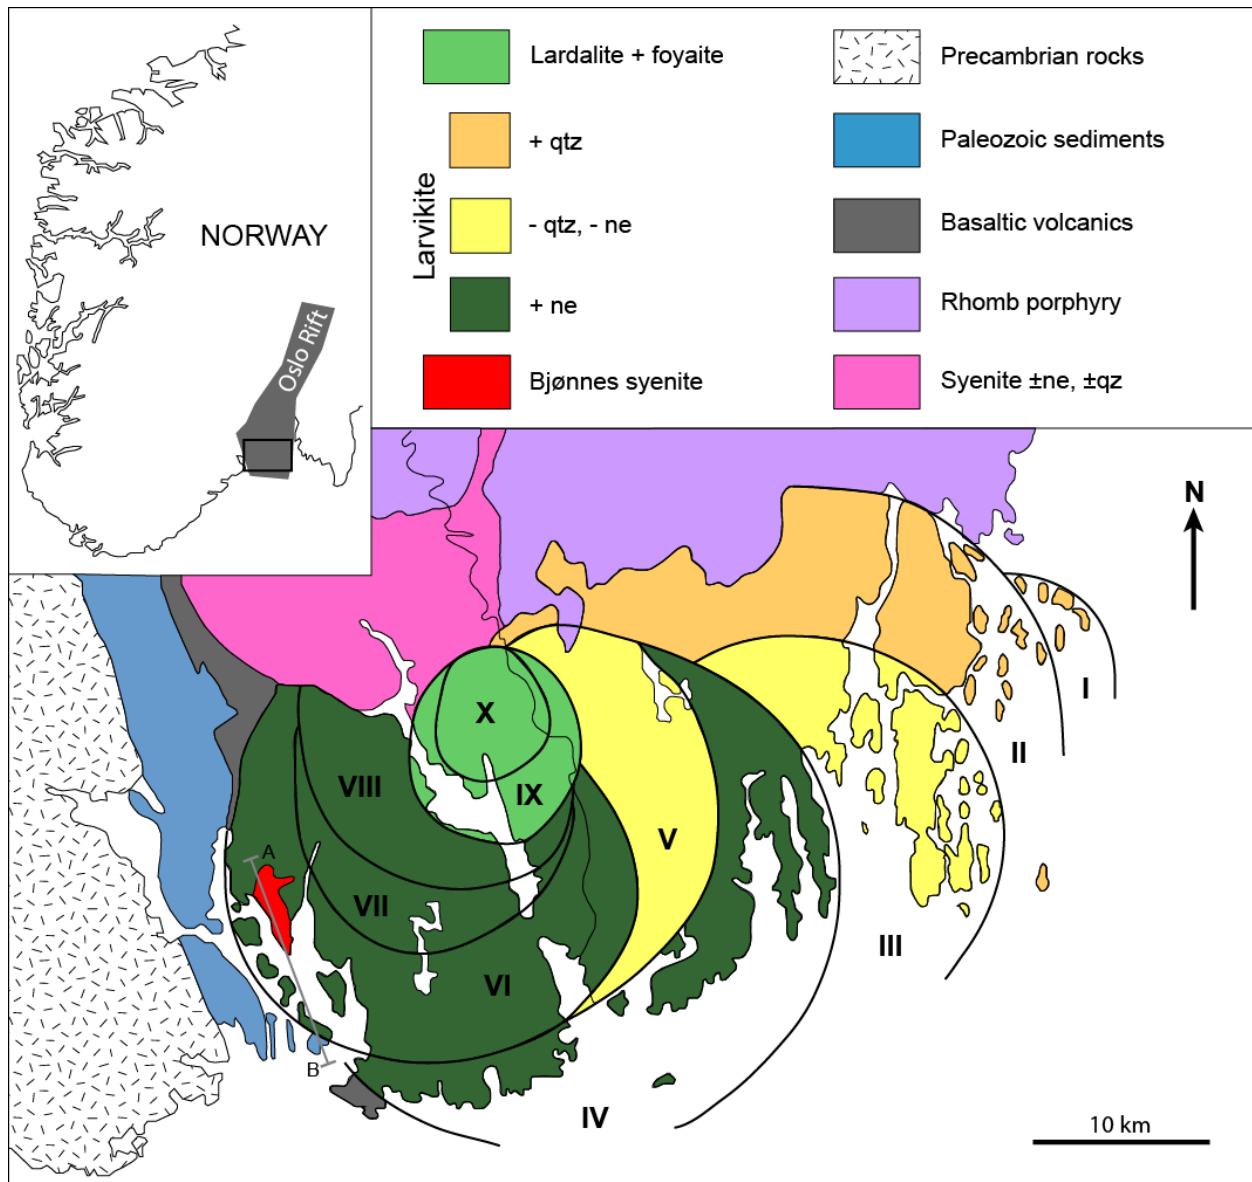 NORWAY
Oslo Rift
Larvikite
Lardalite + foyaite
+ qtz
- qtz, - ne
+ ne
Bjønnes syenite
Precambrian rocks
Paleozoic sediments
Basaltic volcanics
Rhomb porphyry
Syenite ±ne, ±qz
N
I
II
III
IV
V
VI
VII
VIII
IX
X
A
B
10 km